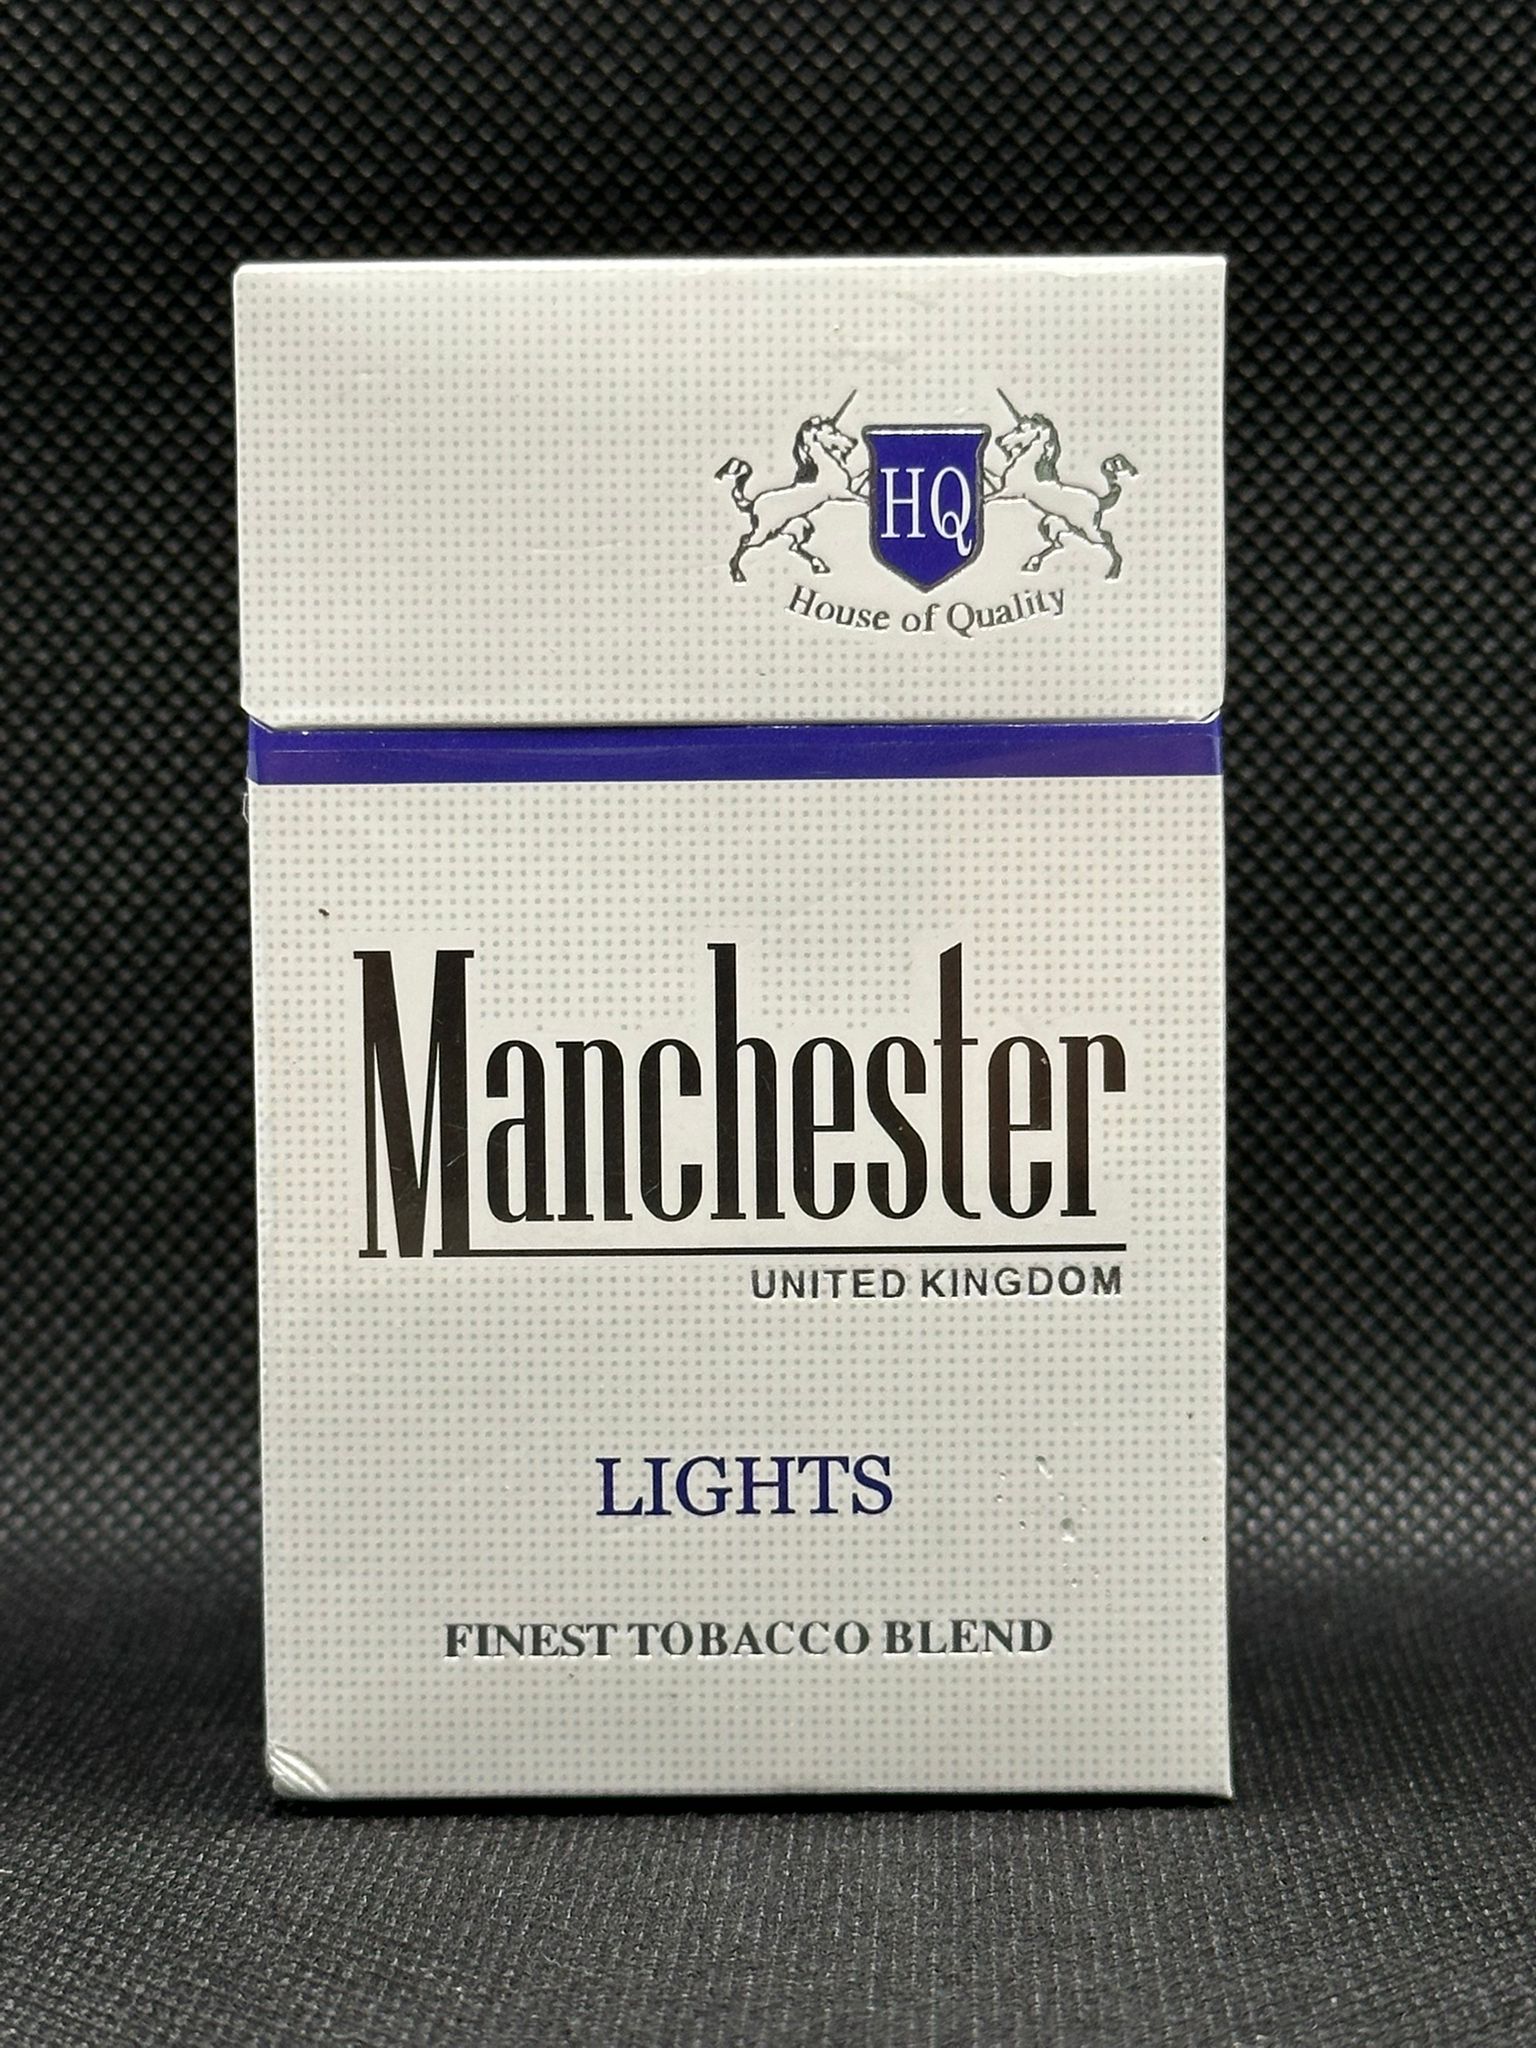 HQ
House of Quality
Manchester
UNITED KINGDOM
LIGHTS
FINEST TOBACCO BLEND